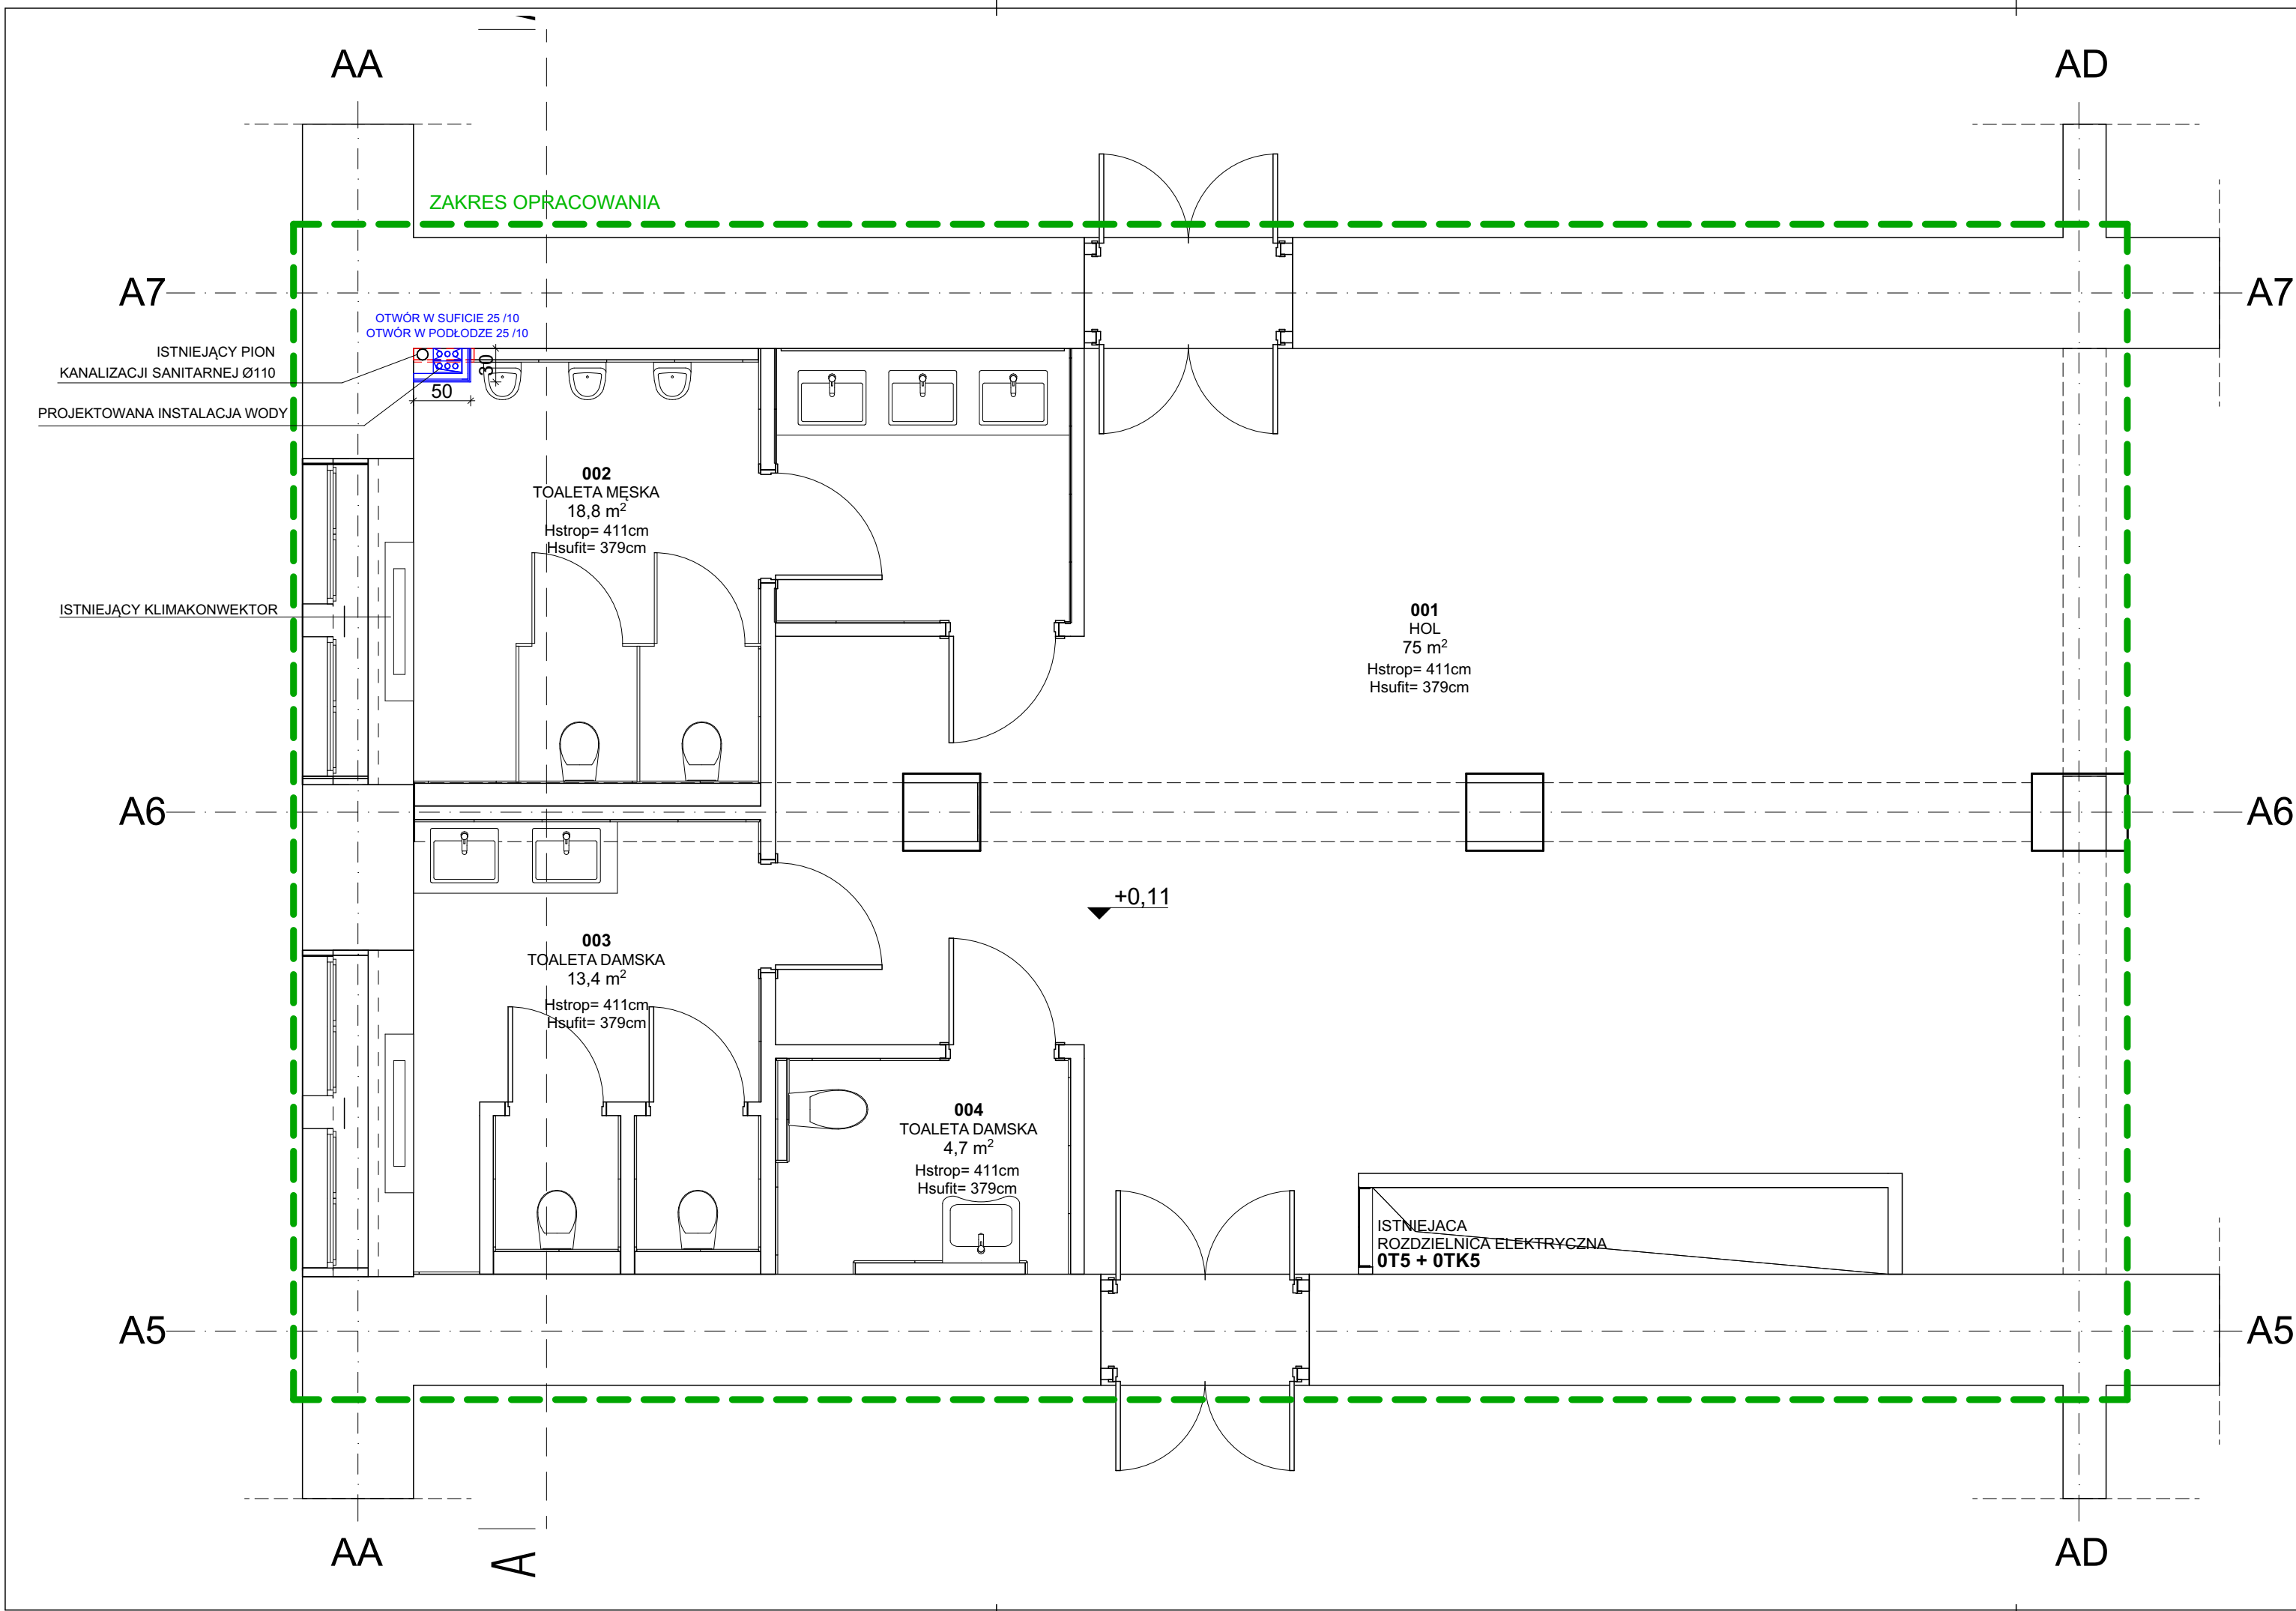 AA
AD
ZAKRES OPRACOWANIA
A7
A7
OTWÓR W SUFICIE 25 /10
OTWÓR W PODŁODZE 25 /10
ISTNIEJĄCY PION
KANALIZACJI SANITARNEJ Ø110
30
50
PROJEKTOWANA INSTALACJA WODY
002
TOALETA MĘSKA
18,8 m²
Hstrop= 411cm
Hsufit= 379cm
ISTNIEJĄCY KLIMAKONWEKTOR
001
HOL
75 m²
Hstrop= 411cm
Hsufit= 379cm
A6
A6
+0,11
003
TOALETA DAMSKA
13,4 m²
Hstrop= 411cm
Hsufit= 379cm
004
TOALETA DAMSKA
4,7 m²
Hstrop= 411cm
Hsufit= 379cm
ISTNIEJACA
ROZDZIELNICA ELEKTRYCZNA
0T5 + 0TK5
A5
A5
AA
A
AD